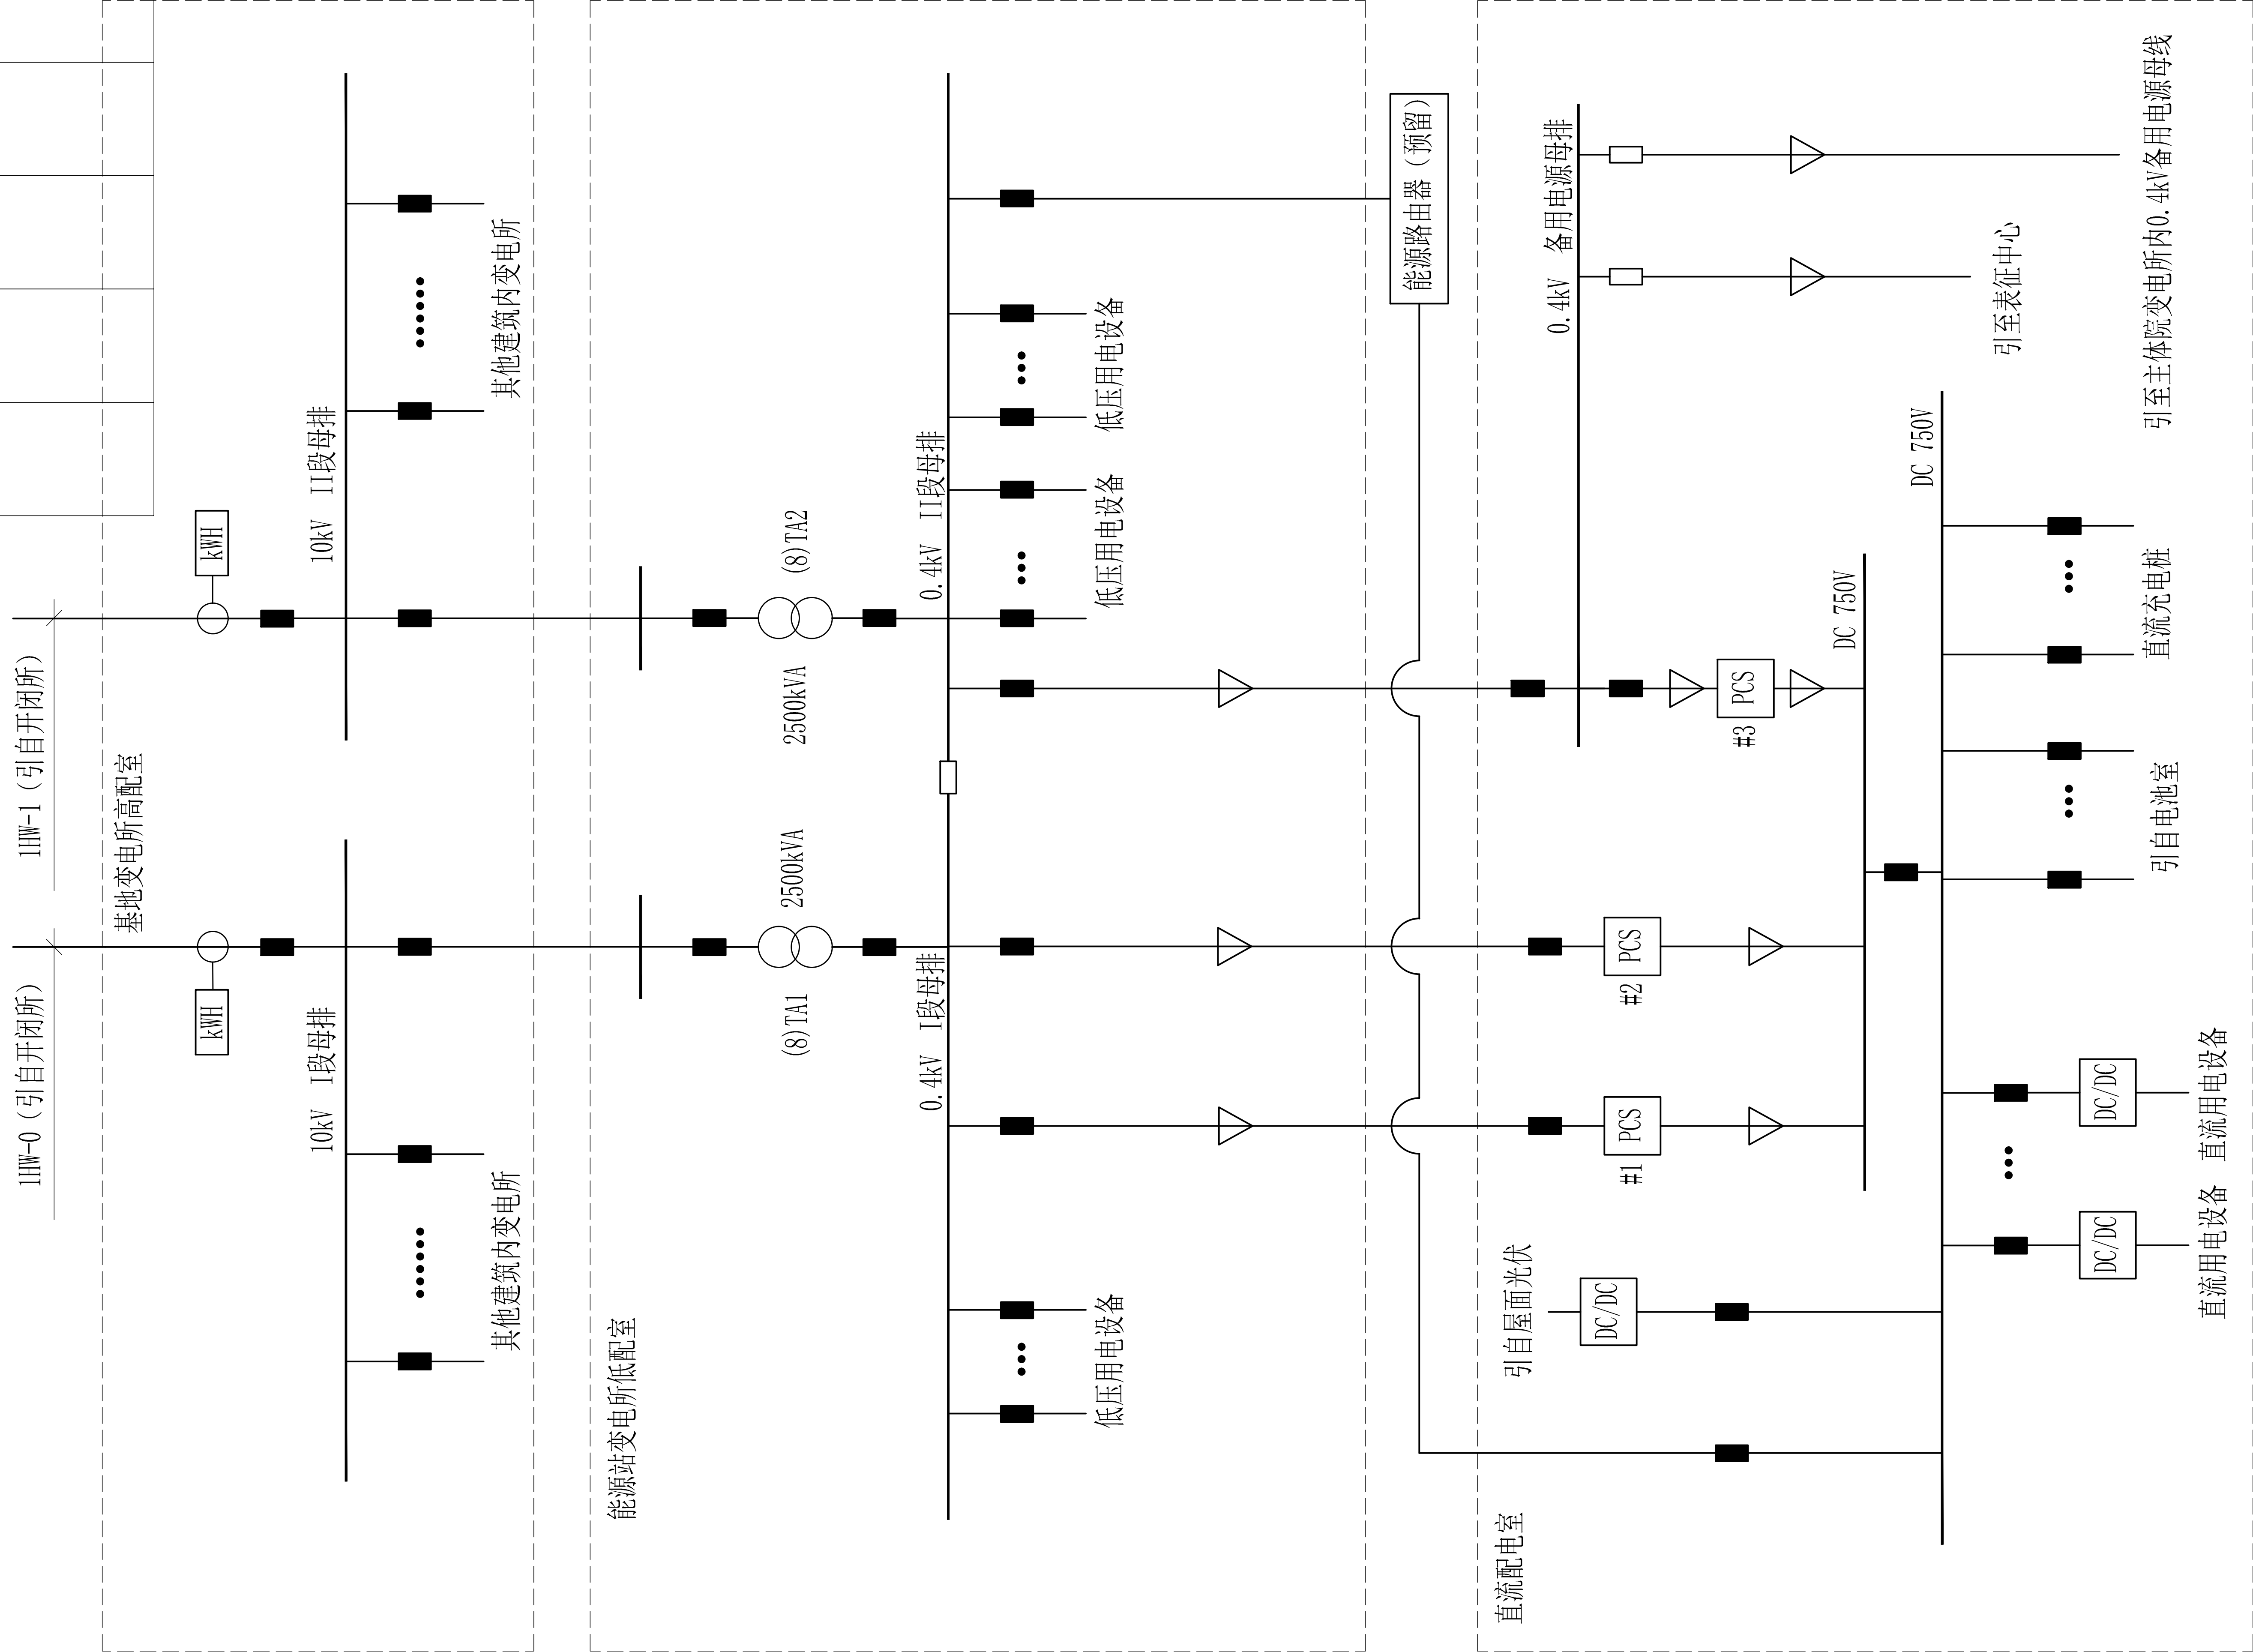 1HW-0（引自开闭所）
1HW-1（引自开闭所）
基地变电所高配室
kWH
kWH
10kV I段母排
10kV II段母排
其他建筑内变电所
其他建筑内变电所
能源站变电所低配室
(8)TA1
2500kVA
2500kVA
(8)TA2
0.4kV I段母排
0.4kV II段母排
低压用电设备
低压用电设备
低压用电设备
能源路由器（预留）
直流配电室
引自屋面光伏
DC/DC
#1
PCS
#2
PCS
#3
PCS
0.4kV 备用电源母排
DC 750V
DC 750V
引至表征中心
引至主体院变电所内0.4kV备用电源母线
DC/DC
DC/DC
直流用电设备
直流用电设备
引自电池室
直流充电桩